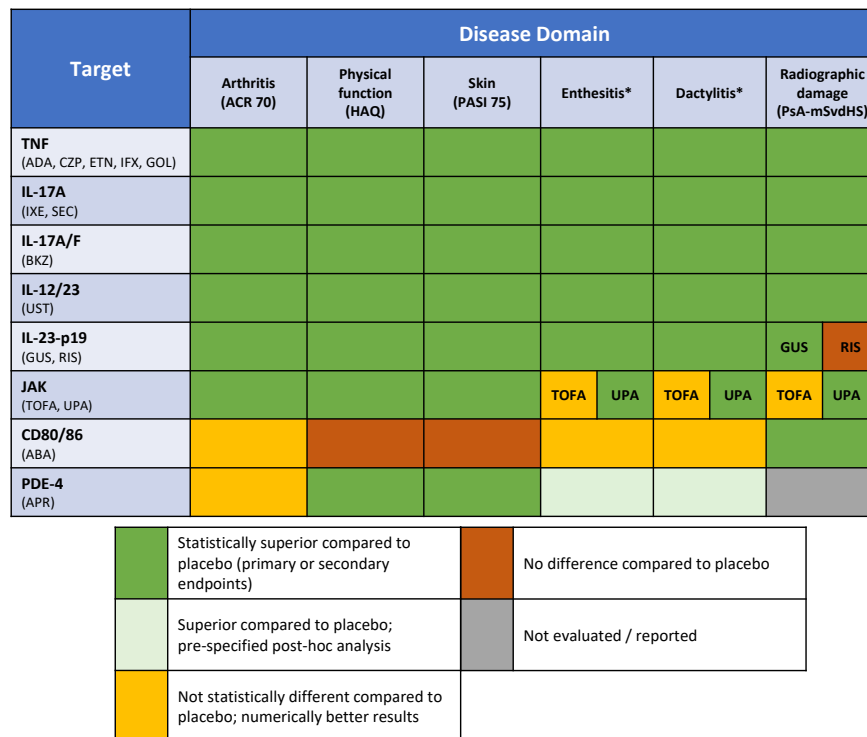 Target
Disease Domain
Arthritis
(ACR 70)
Physical
function
(HAQ)
Skin
(PASI 75)
Enthesitis*
Dactylitis*
Radiographic
damage
(PsA-mSvdHS)
TNF
(ADA, CZP, ETN, IFX, GOL)
IL-17A
(IXE, SEC)
IL-17A/F
(BKZ)
IL-12/23
(UST)
IL-23-p19
(GUS, RIS)
GUS
RIS
JAK
(TOFA, UPA)
TOFA
UPA
TOFA
UPA
TOFA
UPA
CD80/86
(ABA)
PDE-4
(APR)
Statistically superior compared to
placebo (primary or secondary
endpoints)
No difference compared to placebo
Superior compared to placebo;
pre-specified post-hoc analysis
Not evaluated / reported
Not statistically different compared to
placebo; numerically better results